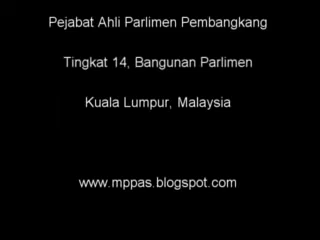 Pejabat Ahli Parlimen Pembangkang
Tingkat 14, Bangunan Parlimen
Kuala Lumpur, Malaysia
www.mppas.blogspot.com